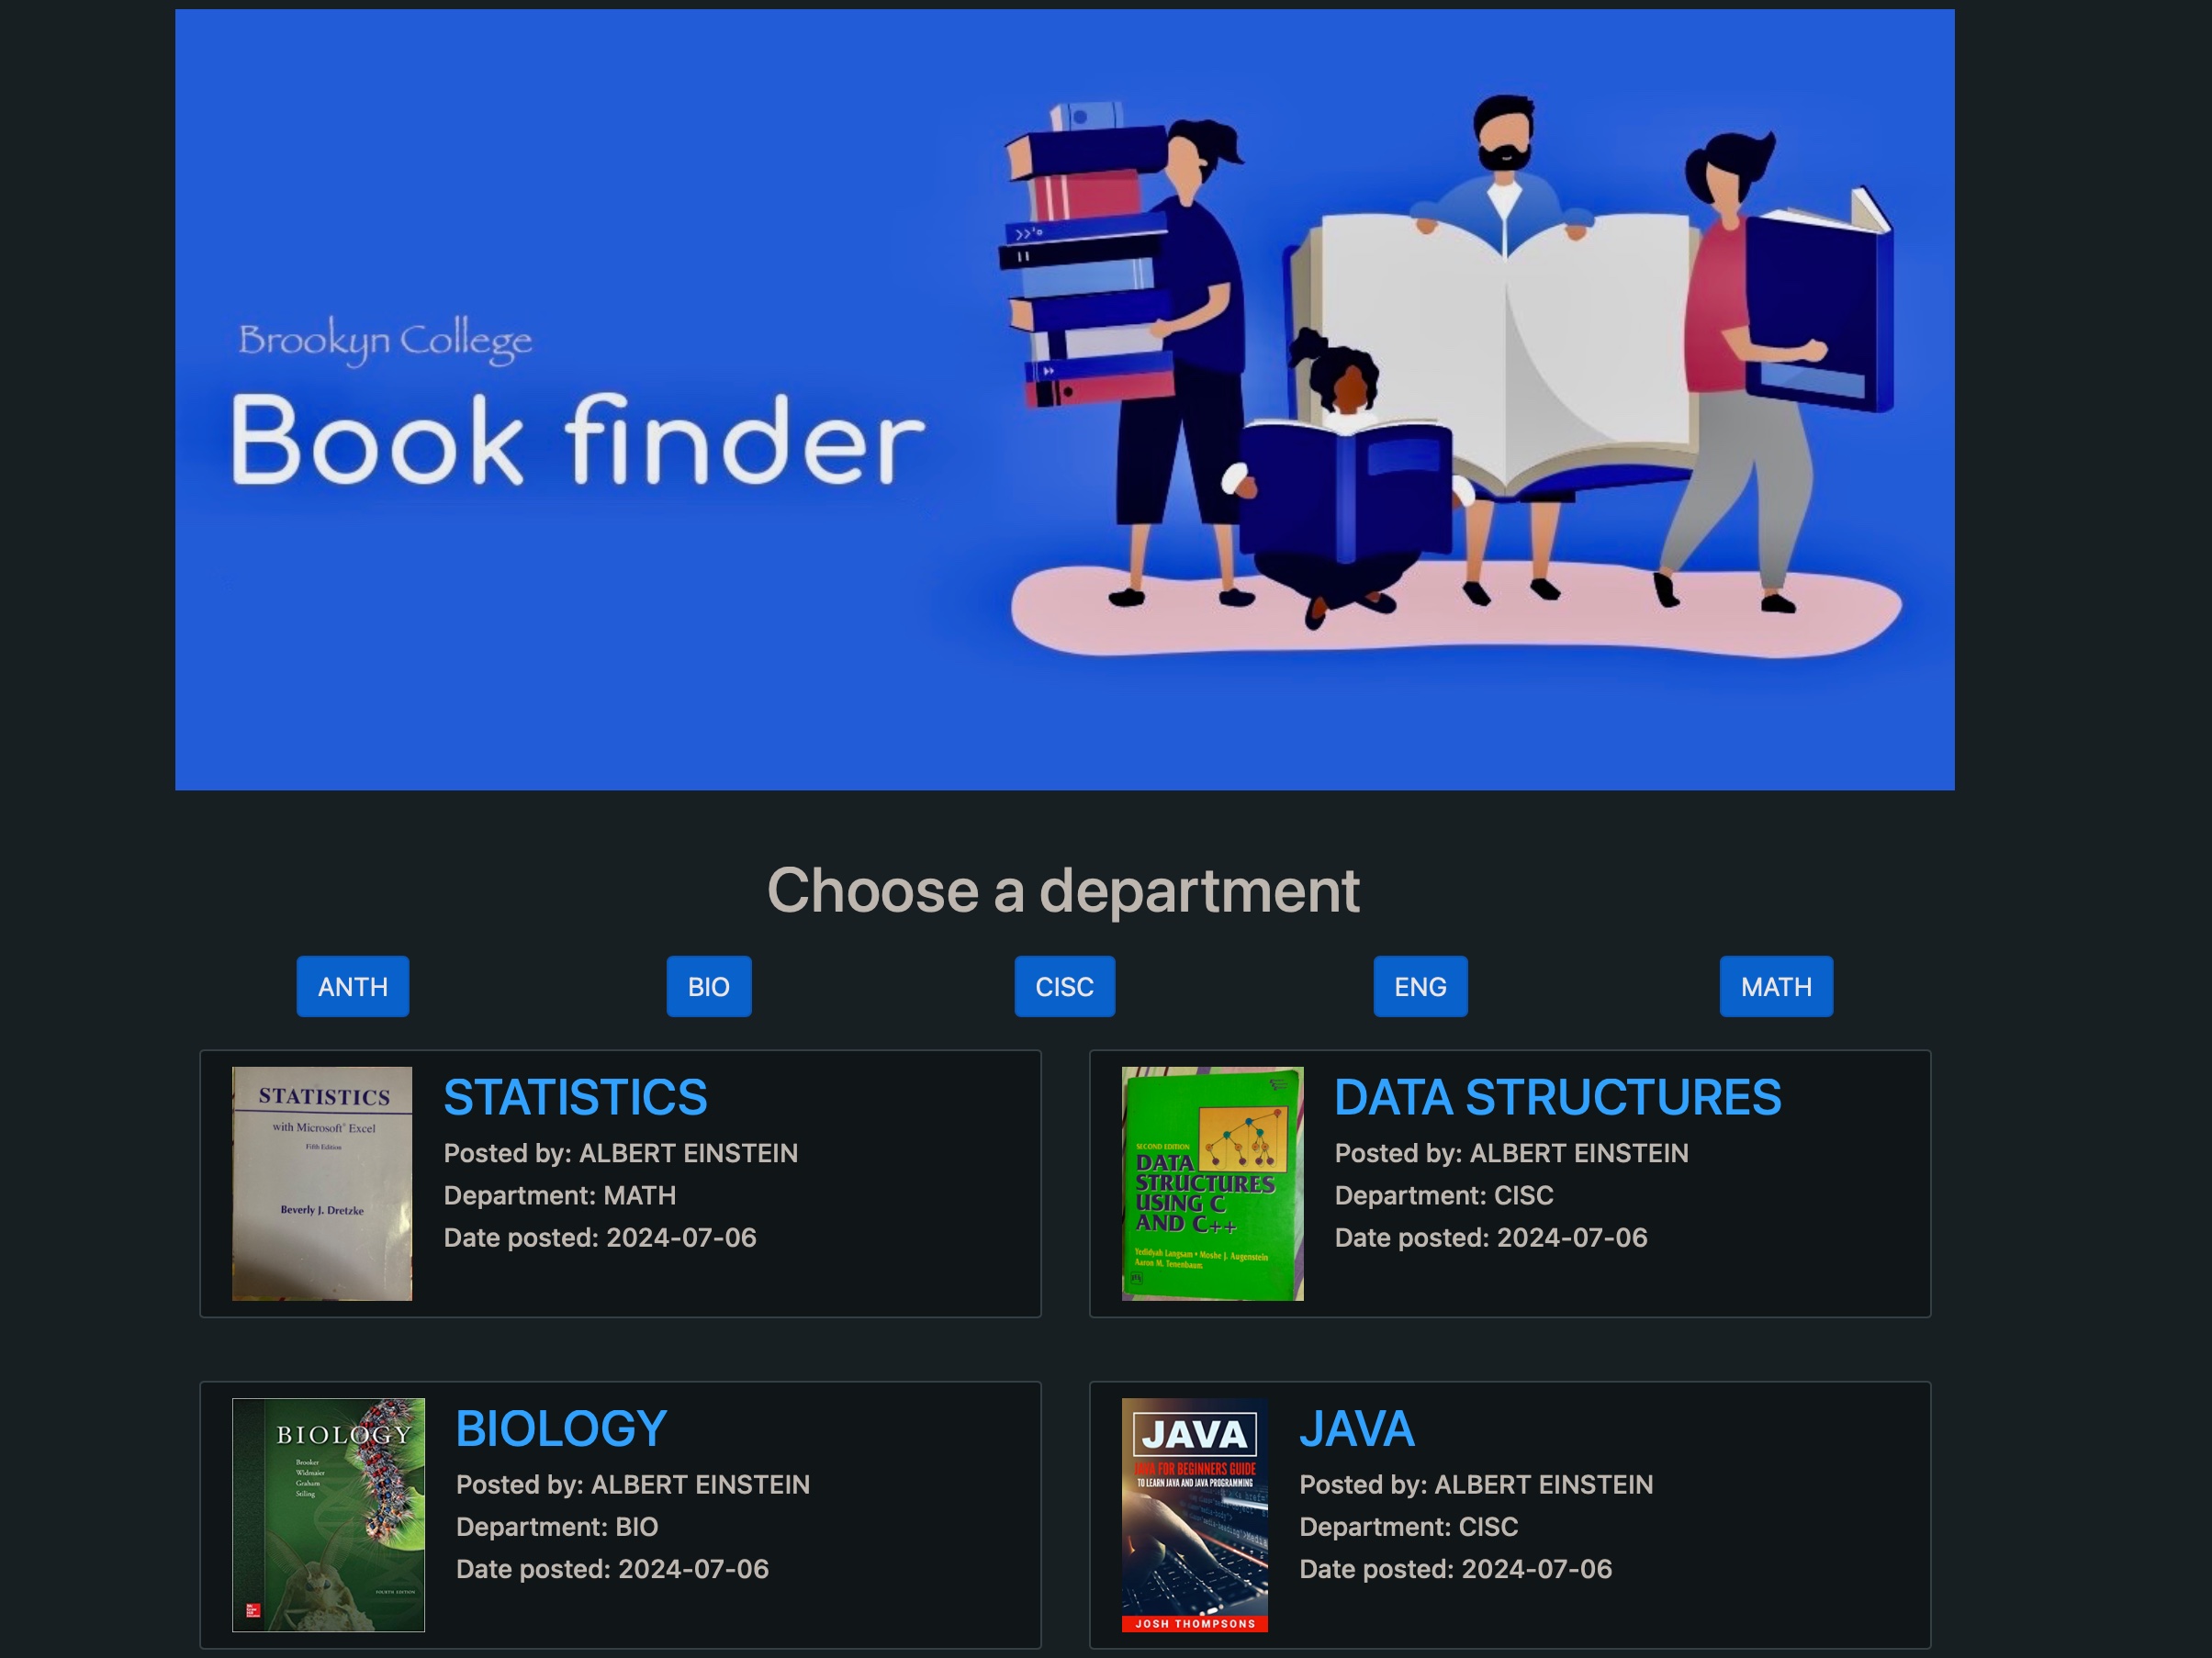 Brookyn College
Book finder
Choose a department
ANTH
BIO
CISC
ENG
MATH
STATISTICS
with Microsoft® Excel
Fifth Edition
Beverly J. Dretzke
STATISTICS
Posted by: ALBERT EINSTEIN
Department: MATH
Date posted: 2024-07-06
SECOND EDITION
DATA
STRUCTURES
USING C
AND C++
Yedidyah Langsam • Moshe J. Augenstein
Aaron M. Tenenbaum
DATA STRUCTURES
Posted by: ALBERT EINSTEIN
Department: CISC
Date posted: 2024-07-06
BIOLOGY
Brooker
Widmaier
Graham
Stiling
FOURTH EDITION
BIOLOGY
Posted by: ALBERT EINSTEIN
Department: BIO
Date posted: 2024-07-06
JAVA
JAVA FOR BEGINNERS GUIDE
TO LEARN JAVA AND JAVA PROGRAMMING
JOSH THOMPSONS
JAVA
Posted by: ALBERT EINSTEIN
Department: CISC
Date posted: 2024-07-06